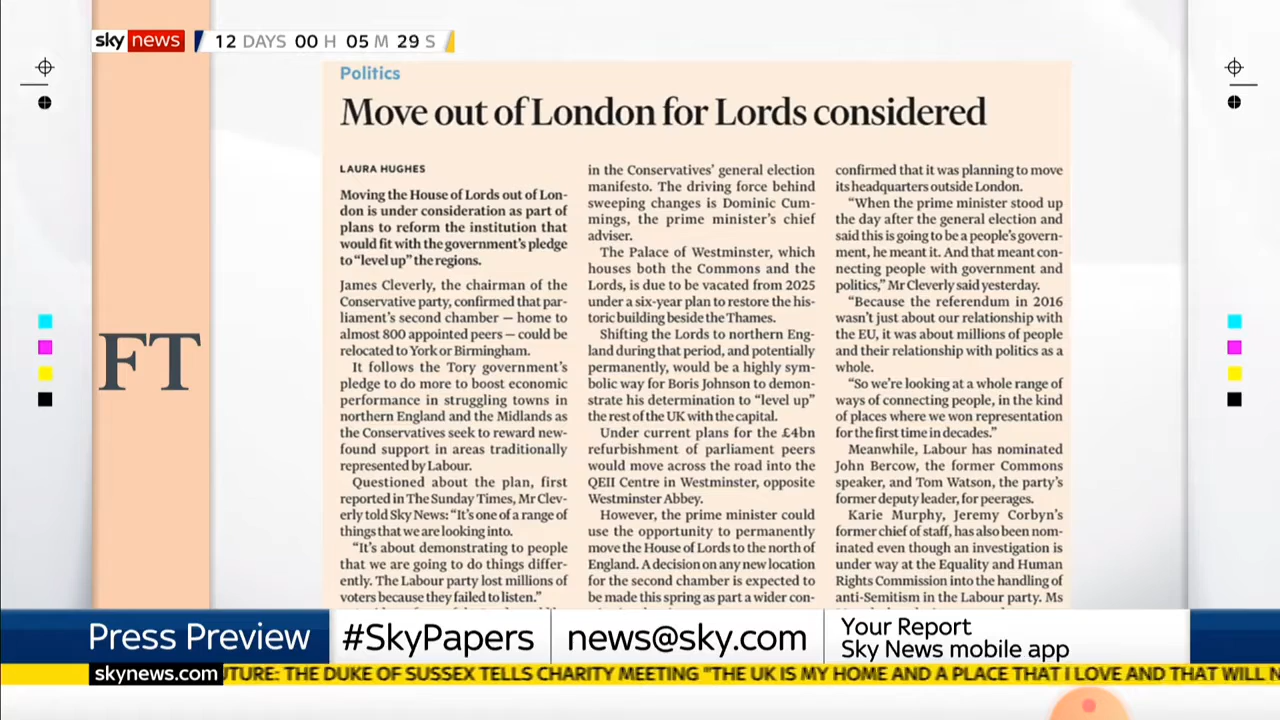 sky news 12 DAYS 00 H 05 M 29 S
Politics
Move out of London for Lords considered
LAURA HUGHES
Moving the House of Lords out of Lon-
don is under consideration as part of
plans to reform the institution that
would fit with the government's pledge
to "level up" the regions.
James Cleverly, the chairman of the
Conservative party, confirmed that par-
liament's second chamber — home to
almost 800 appointed peers — could be
relocated to York or Birmingham.
It follows the Tory government's
pledge to do more to boost economic
performance in struggling towns in
northern England and the Midlands as
the Conservatives seek to reward new-
found support in areas traditionally
represented by Labour.
Questioned about the plan, first
reported in The Sunday Times, Mr Clev-
erly told Sky News: "It's one of a range of
things that we are looking into.
"It's about demonstrating to people
that we are going to do things differ-
ently. The Labour party lost millions of
voters because they failed to listen."
in the Conservatives' general election
manifesto. The driving force behind
sweeping changes is Dominic Cum-
mings, the prime minister's chief
adviser.
The Palace of Westminster, which
houses both the Commons and the
Lords, is due to be vacated from 2025
under a six-year plan to restore the his-
toric building beside the Thames.
Shifting the Lords to northern Eng-
land during that period, and potentially
permanently, would be a highly sym-
bolic way for Boris Johnson to demon-
strate his determination to "level up"
the rest of the UK with the capital.
Under current plans for the £4bn
refurbishment of parliament peers
would move across the road into the
QEII Centre in Westminster, opposite
Westminster Abbey.
However, the prime minister could
use the opportunity to permanently
move the House of Lords to the north of
England. A decision on any new location
for the second chamber is expected to
be made this spring as part a wider con-
confirmed that it was planning to move
its headquarters outside London.
"When the prime minister stood up
the day after the general election and
said this is going to be a people's govern-
ment, he meant it. And that meant con-
necting people with government and
politics," Mr Cleverly said yesterday.
"Because the referendum in 2016
wasn't just about our relationship with
the EU, it was about millions of people
and their relationship with politics as a
whole.
"So we're looking at a whole range of
ways of connecting people, in the kind
of places where we won representation
for the first time in decades."
Meanwhile, Labour has nominated
John Bercow, the former Commons
speaker, and Tom Watson, the party's
former deputy leader, for peerages.
Karie Murphy, Jeremy Corbyn's
former chief of staff, has also been nom-
inated even though an investigation is
under way at the Equality and Human
Rights Commission into the handling of
anti-Semitism in the Labour party. Ms
FT
Press Preview #SkyPapers news@sky.com
Your Report
Sky News mobile app
skynews.com TURE: THE DUKE OF SUSSEX TELLS CHARITY MEETING "THE UK IS MY HOME AND A PLACE THAT I LOVE AND THAT WILL N